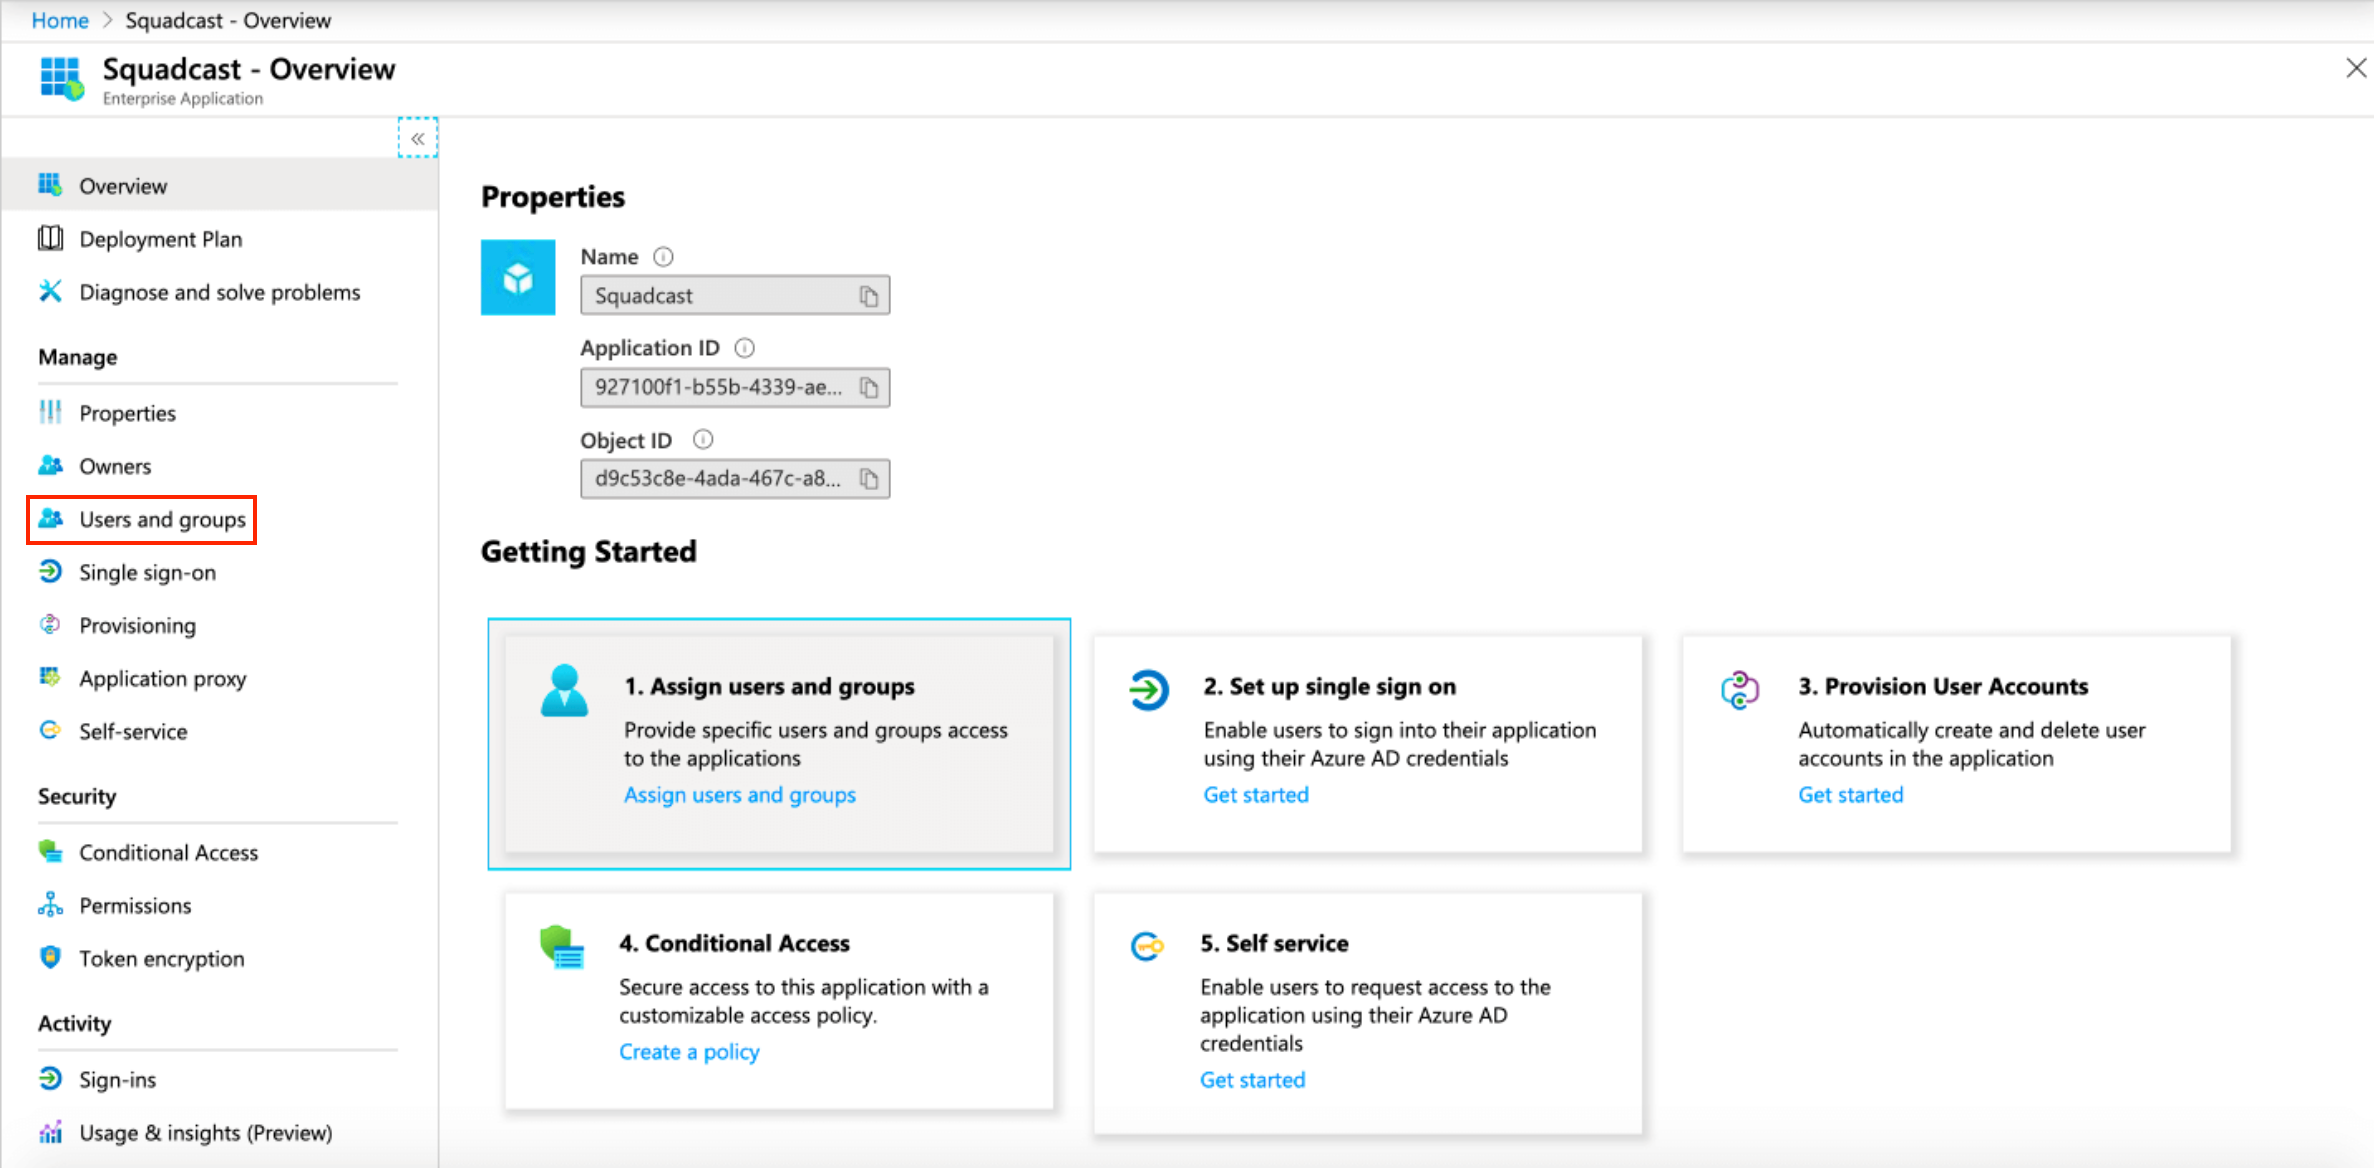 Home > Squadcast - Overview
Squadcast - Overview
Enterprise Application
«
Overview
Deployment Plan
Diagnose and solve problems
Manage
Properties
Owners
Users and groups
Single sign-on
Provisioning
Application proxy
Self-service
Security
Conditional Access
Permissions
Token encryption
Activity
Sign-ins
Usage & insights (Preview)
Properties
Name
Squadcast
Application ID
927100f1-b55b-4339-ae...
Object ID
d9c53c8e-4ada-467c-a8...
Getting Started
1. Assign users and groups
Provide specific users and groups access
to the applications
Assign users and groups
2. Set up single sign on
Enable users to sign into their application
using their Azure AD credentials
Get started
3. Provision User Accounts
Automatically create and delete user
accounts in the application
Get started
4. Conditional Access
Secure access to this application with a
customizable access policy.
Create a policy
5. Self service
Enable users to request access to the
application using their Azure AD
credentials
Get started